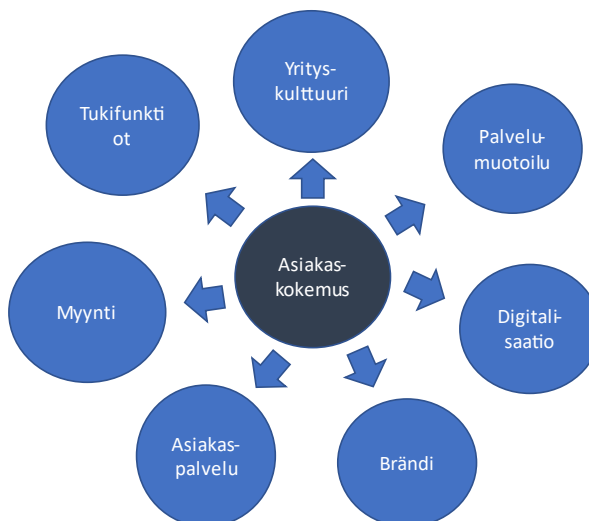 Yritys-
kulttuuri
Tukifunkti
ot
Palvelu-
muotoilu
Asiakas-
kokemus
Myynti
Digitali-
saatio
Asiakas-
palvelu
Brändi